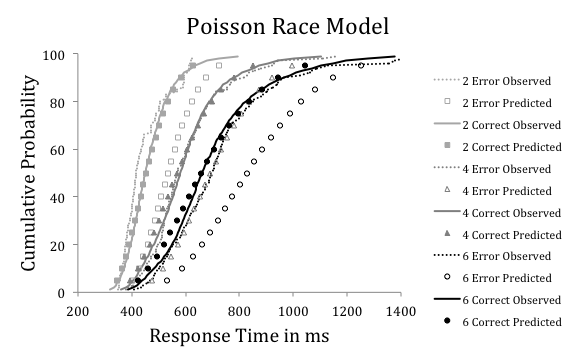 Poisson Race Model
Cumulative Probability
100
80
60
40
20
0
200
400
600
800
1000
1200
1400
Response Time in ms
2 Error Observed
2 Error Predicted
2 Correct Observed
2 Correct Predicted
4 Error Observed
4 Error Predicted
4 Correct Observed
4 Correct Predicted
6 Error Observed
6 Error Predicted
6 Correct Observed
6 Correct Predicted